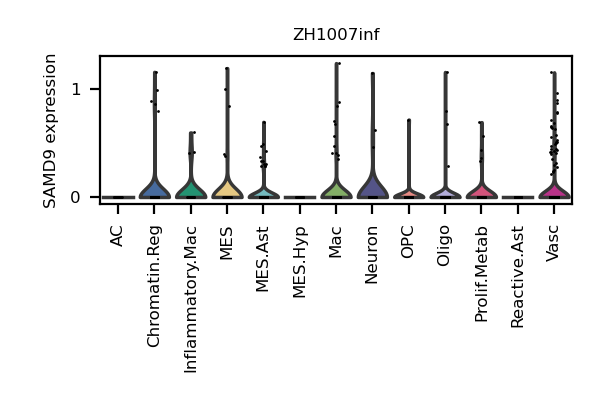 ZH1007inf
SAMD9 expression
1
0
AC
Chromatin.Reg
Inflammatory.Mac
MES
MES.Ast
MES.Hyp
Mac
Neuron
OPC
Oligo
Prolif.Metab
Reactive.Ast
Vasc